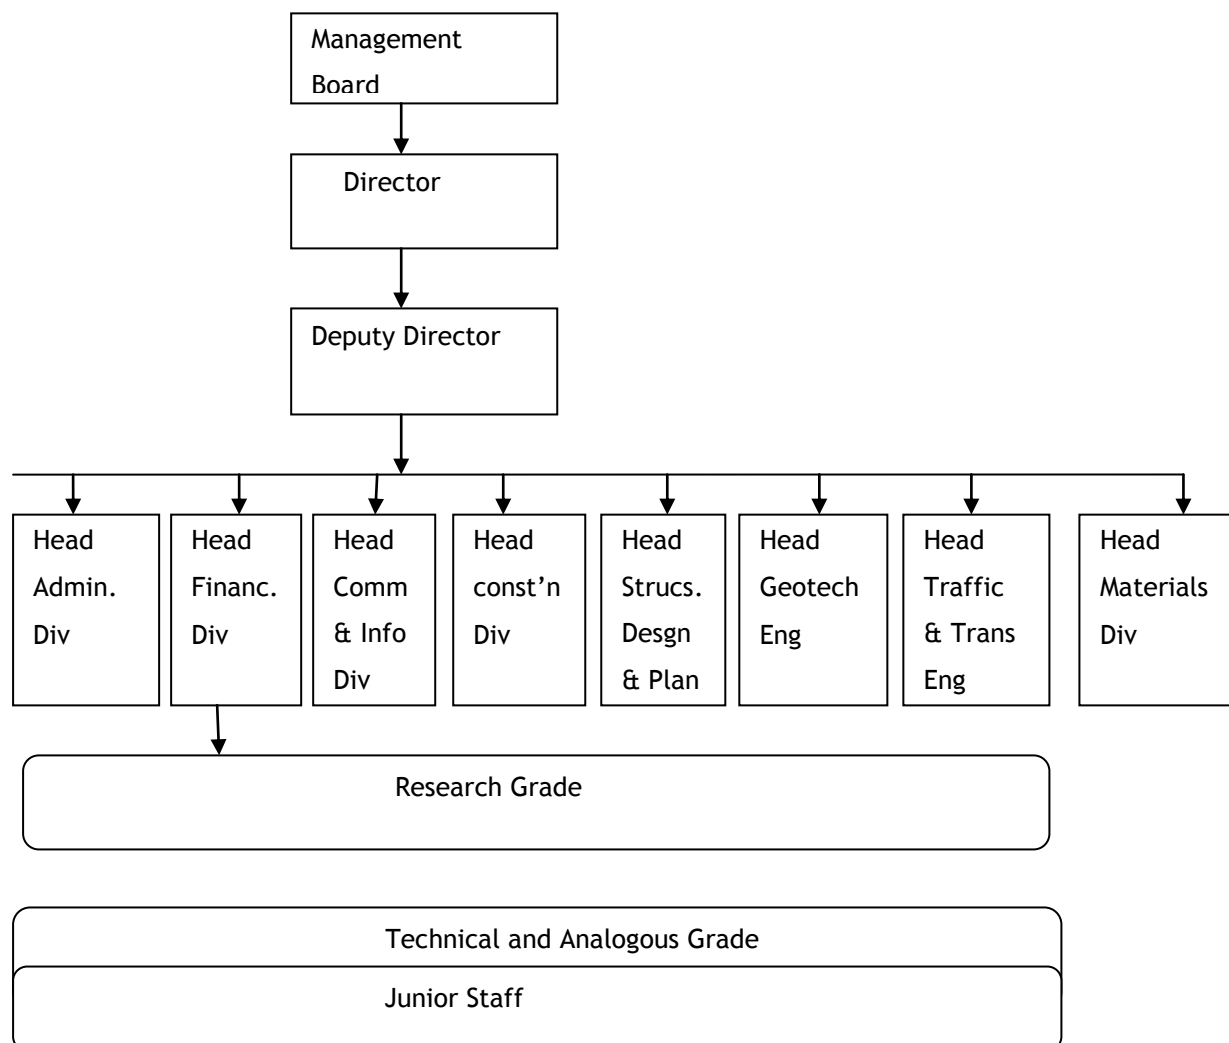 Management
Board
Director
Deputy Director
Head
Admin.
Div
Head
Financ.
Div
Head
Comm
& Info
Div
Head
const’n
Div
Head
Strucs.
Desgn
& Plan
Head
Geotech
Eng
Head
Traffic
& Trans
Eng
Head
Materials
Div
Research Grade
Technical and Analogous Grade
Junior Staff